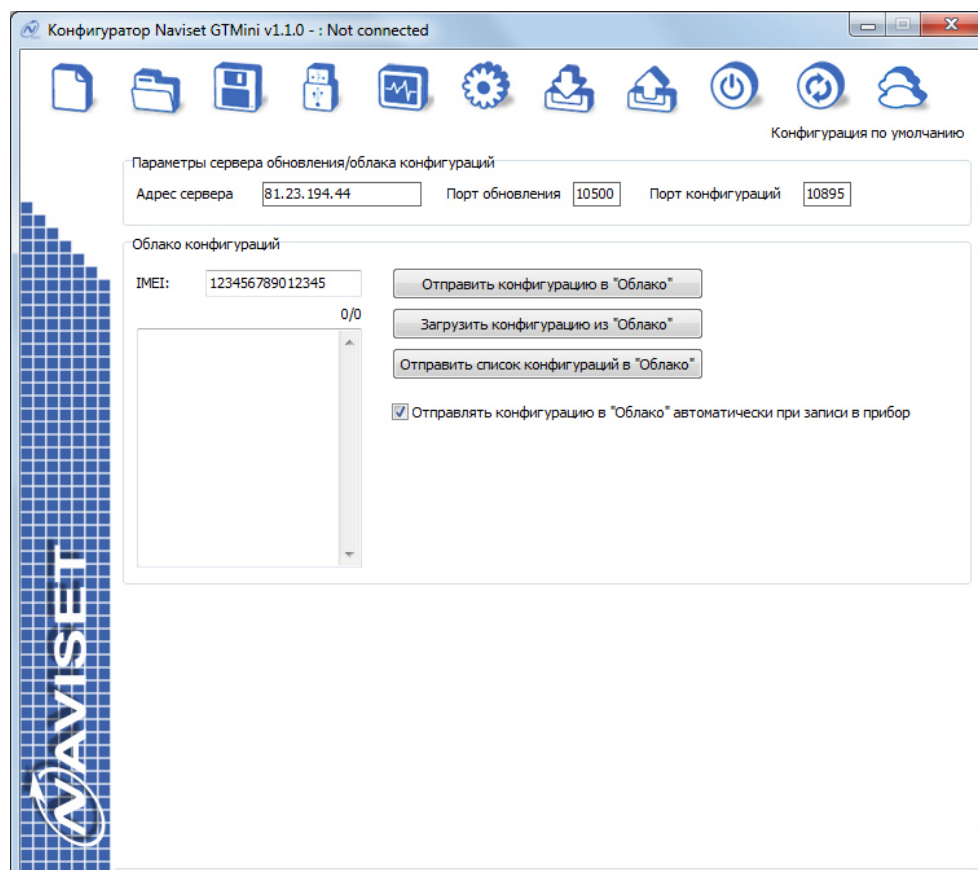 Конфигуратор Naviset GTMini v1.1.0 - : Not connected
Конфигурация по умолчанию
Параметры сервера обновления/облака конфигураций
Адрес сервера 81.23.194.44 Порт обновления 10500 Порт конфигураций 10895
Облако конфигураций
IMEI: 123456789012345 Отправить конфигурацию в "Облако"
0/0
Загрузить конфигурацию из "Облако"
Отправить список конфигураций в "Облако"
Отправлять конфигурацию в "Облако" автоматически при записи в прибор
NAVISET